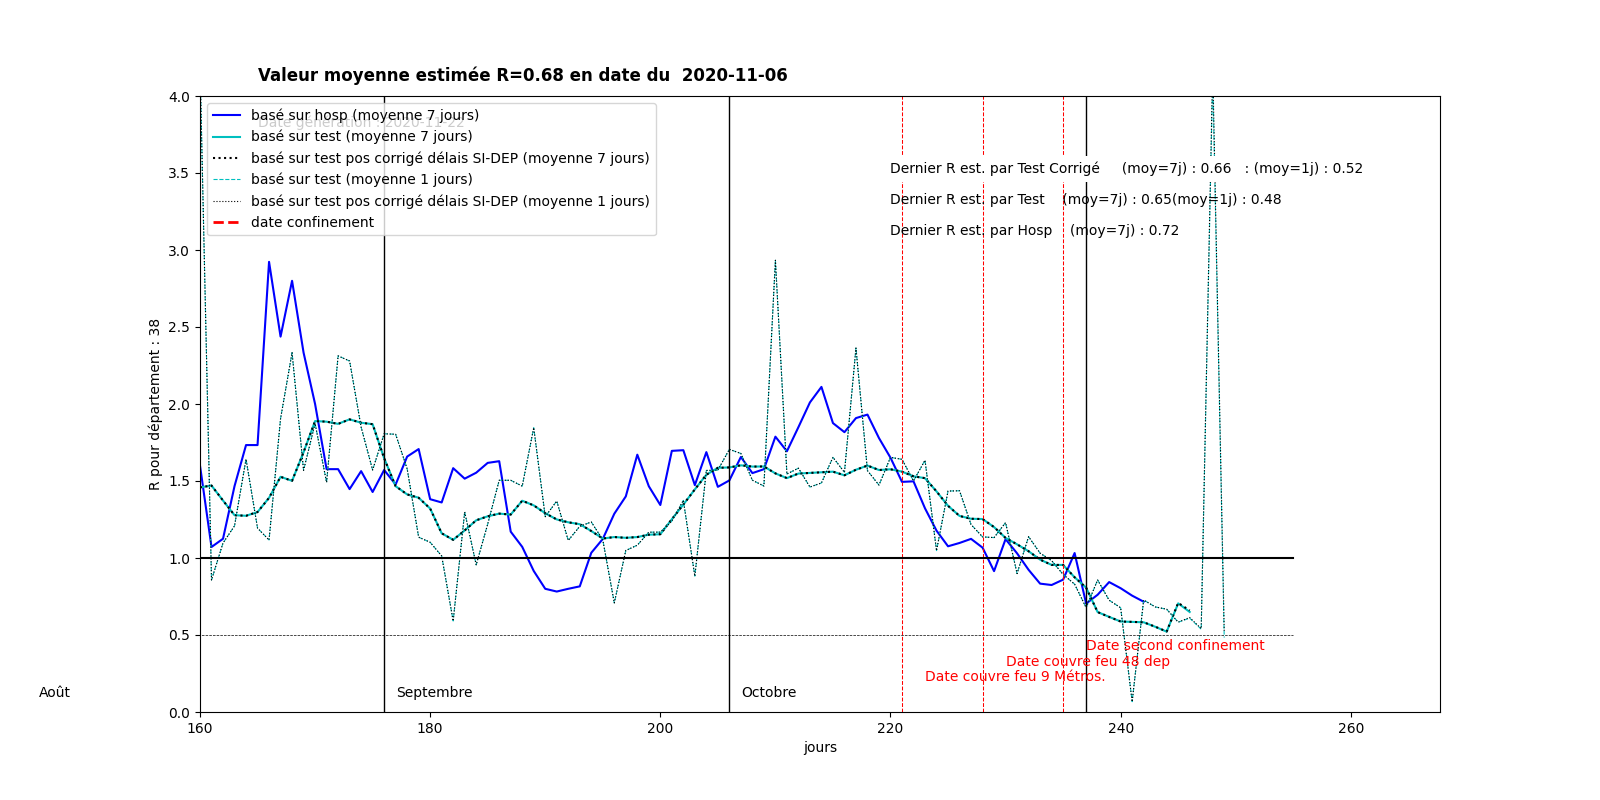 Valeur moyenne estimée R=0.68 en date du  2020-11-06
Date génération : 2020-11-22
basé sur hosp (moyenne 7 jours)
basé sur test (moyenne 7 jours)
basé sur test pos corrigé délais SI-DEP (moyenne 7 jours)
basé sur test (moyenne 1 jours)
basé sur test pos corrigé délais SI-DEP (moyenne 1 jours)
date confinement
Dernier R est. par Test Corrigé     (moy=7j) : 0.66   : (moy=1j) : 0.52
Dernier R est. par Test    (moy=7j) : 0.65(moy=1j) : 0.48
Dernier R est. par Hosp    (moy=7j) : 0.72
R pour département : 38
4.0
3.5
3.0
2.5
2.0
1.5
1.0
0.5
0.0
Date second confinement
Date couvre feu 48 dep
Date couvre feu 9 Métros.
Août
Septembre
Octobre
160
180
200
220
240
260
jours